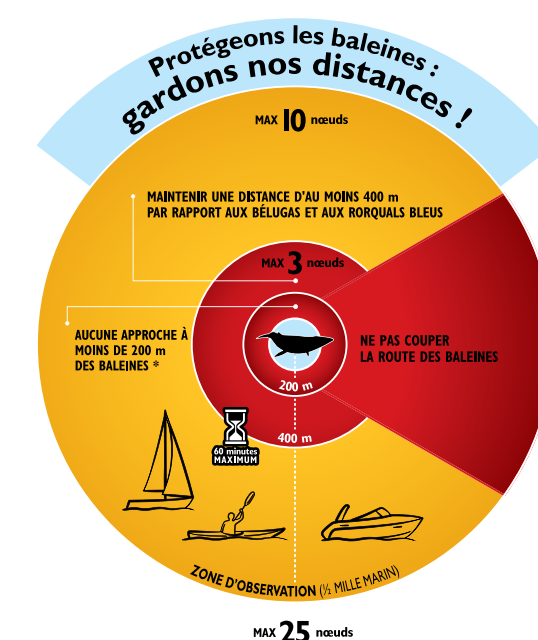 Protégeons les baleines :
gardons nos distances !
MAX 10 nœuds
MAINTENIR UNE DISTANCE D'AU MOINS 400 m
PAR RAPPORT AUX BÉLUGAS ET AUX RORQUALS BLEUS
MAX 3 nœuds
AUCUNE APPROCHE À
MOINS DE 200 m
DES BALEINES *
NE PAS COUPER
LA ROUTE DES BALEINES
200 m
400 m
60 minutes
MAXIMUM
ZONE D'OBSERVATION (½ MILLE MARIN)
MAX 25 nœuds